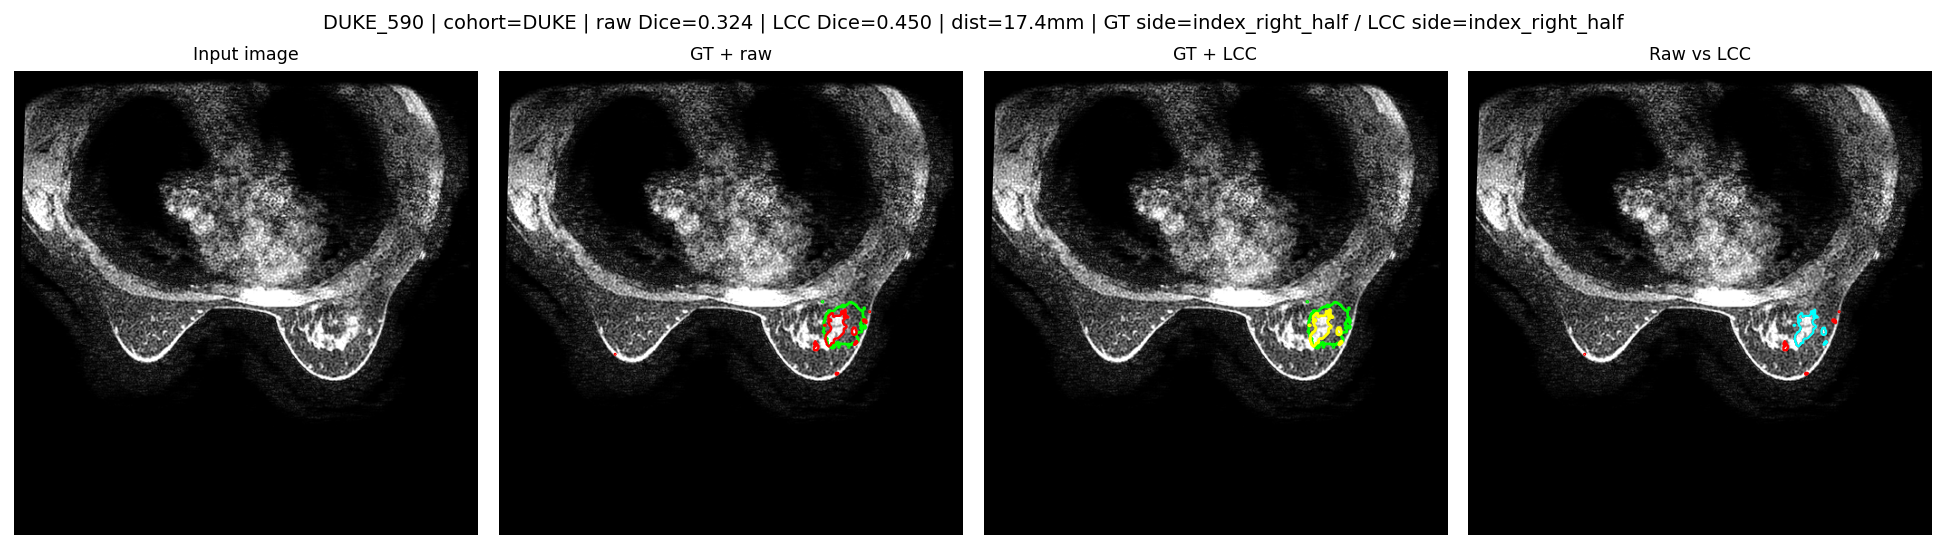 DUKE_590 | cohort=DUKE | raw Dice=0.324 | LCC Dice=0.450 | dist=17.4mm | GT side=index_right_half / LCC side=index_right_half
Input image
GT + raw
GT + LCC
Raw vs LCC